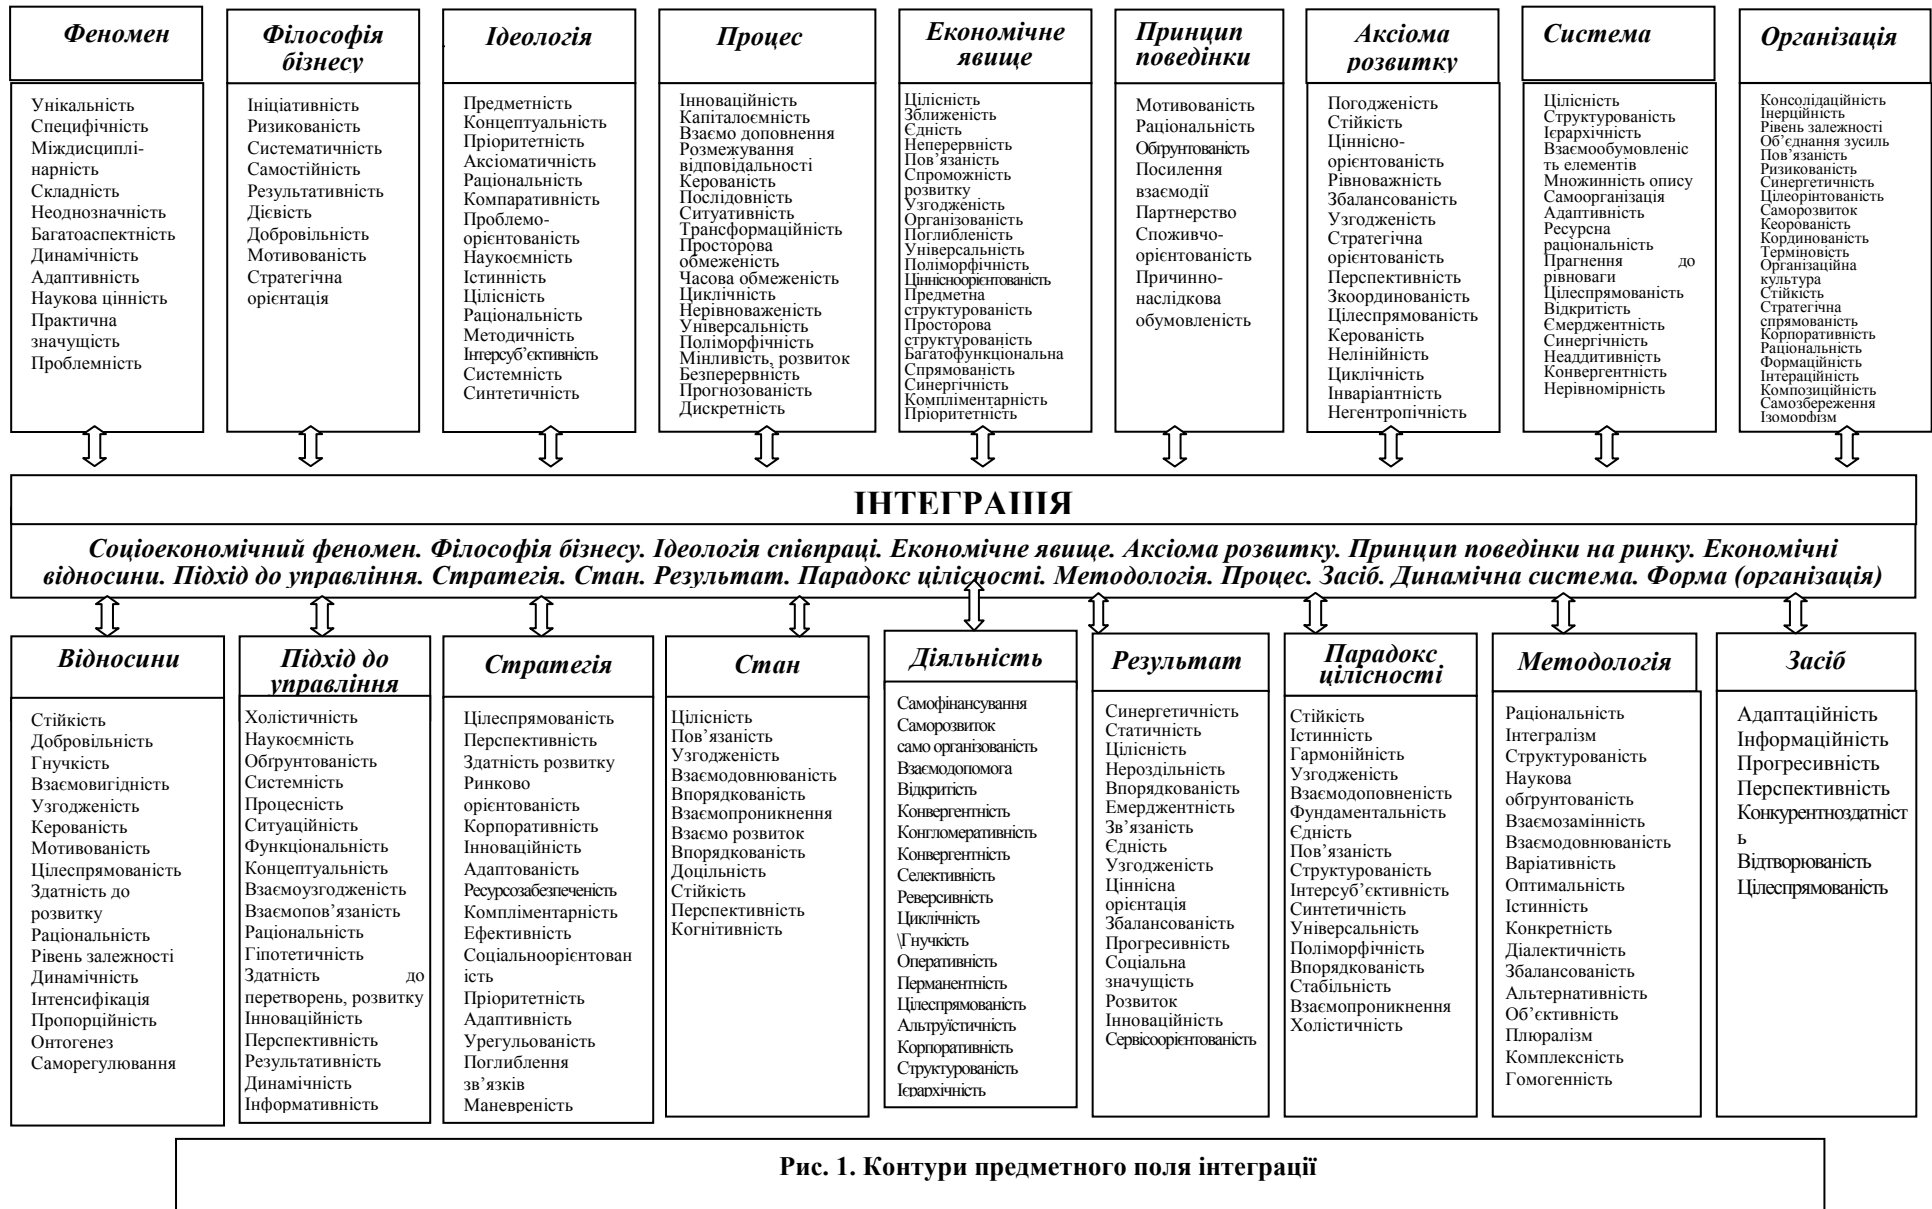 Феномен
Унікальність
Специфічність
Міждисциплі-
нарність
Складність
Неоднозначність
Багатоаспектність
Динамічність
Адаптивність
Наукова цінність
Практична
значущість
Проблемність
Філософія
бізнесу
Ініціативність
Ризикованість
Систематичність
Самостійність
Результативність
Дієвість
Добровільність
Мотивованість
Стратегічна
орієнтація
Ідеологія
Предметність
Концептуальність
Пріоритетність
Аксіоматичність
Раціональність
Компаративність
Проблемо-
орієнтованість
Наукоємність
Істинність
Цілісність
Раціональність
Методичність
Інтерсуб’єктивність
Системність
Синтетичність
Процес
Інноваційність
Капіталоємність
Взаємо доповнення
Розмежування
відповідальності
Керованість
Послідовність
Ситуативність
Трансформаційність
Просторова
обмеженість
Часова обмеженість
Циклічність
Нерівноваженість
Універсальність
Поліморфічність
Мінливість, розвиток
Безперервність
Прогнозованість
Дискретність
Економічне
явище
Цілісність
Зближеність
Єдність
Неперервність
Пов’язаність
Спроможність
розвитку
Узгодженість
Організованість
Поглибленість
Універсальність
Поліморфічність
Ціннісноорієнтованість
Предметна
структурованість
Просторова
структурованість
Багатофункціональна
Спрямованість
Синергічність
Компліментарність
Пріоритетність
Принцип
поведінки
Мотивованість
Раціональність
Обґрунтованість
Посилення
взаємодії
Партнерство
Споживчо-
орієнтованість
Причинно-
наслідкова
обумовленість
Аксіома
розвитку
Погодженість
Стійкість
Ціннісно-
орієнтованість
Рівноважність
Збалансованість
Узгодженість
Стратегічна
орієнтованість
Перспективність
Зкоординованість
Цілеспрямованість
Керованість
Нелінійність
Циклічність
Інваріантність
Негентропічність
Система
Цілісність
Структурованість
Ієрархічність
Взаємообумовленіс
ть елементів
Множинність опису
Самоорганізація
Адаптивність
Ресурсна
раціональність
Прагнення до
рівноваги
Цілеспрямованість
Відкритість
Ємерджентність
Синергічність
Неаддитивність
Конвергентність
Нерівномірність
Організація
Консолідаційність
Інерційність
Рівень залежності
Об’єднання зусиль
Пов’язаність
Ризикованість
Синергетичність
Цілеорінтованість
Саморозвиток
Кеорованість
Кординованість
Терміновість
Організаційна
культура
Стійкість
Стратегічна
спрямованість
Корпоративність
Раціональність
Формаційність
Інтераційність
Композиційність
Самозбереження
Ізоморфізм
ІНТЕГРАЦІЯ
Соціоекономічний феномен. Філософія бізнесу. Ідеологія співпраці. Економічне явище. Аксіома розвитку. Принцип поведінки на ринку. Економічні
відносини. Підхід до управління. Стратегія. Стан. Результат. Парадокс цілісності. Методологія. Процес. Засіб. Динамічна система. Форма (організація)
Відносини
Стійкість
Добровільність
Гнучкість
Взаємовигідність
Узгодженість
Керованість
Мотивованість
Цілеспрямованість
Здатність до
розвитку
Раціональність
Рівень залежності
Динамічність
Інтенсифікація
Пропорційність
Онтогенез
Саморегулювання
Підхід до
управління
Холістичність
Наукоємність
Обґрунтованість
Системність
Процесність
Ситуаційність
Функціональність
Концептуальність
Взаємоузгодженість
Взаємопов’язаність
Раціональність
Гіпотетичність
Здатність до
перетворень, розвитку
Інноваційність
Перспективність
Результативність
Динамічність
Інформативність
Стратегія
Цілеспрямованість
Перспективність
Здатність розвитку
Ринково
орієнтованість
Корпоративність
Інноваційність
Адаптованість
Ресурсозабезпеченість
Компліментарність
Ефективність
Соціальноорієнтован
ість
Пріоритетність
Адаптивність
Урегульованість
Поглиблення
зв’язків
Маневреність
Стан
Цілісність
Пов’язаність
Узгодженість
Взаємодовнюваність
Впорядкованість
Взаємопроникнення
Взаємо розвиток
Впорядкованість
Доцільність
Стійкість
Перспективність
Когнітивність
Діяльність
Самофінансування
Саморозвиток
само організованість
Взаємодопомога
Відкритість
Конвергентність
Конгломеративність
Конвергентність
Селективність
Реверсивність
Циклічність
\Гнучкість
Оперативність
Перманентність
Цілеспрямованість
Альтруїстичність
Корпоративність
Структурованість
Ієрархічність
Результат
Синергетичність
Статичність
Цілісність
Нероздільність
Впорядкованість
Емерджентність
Зв’язаність
Єдність
Узгодженість
Ціннісна
орієнтація
Збалансованість
Прогресивність
Соціальна
значущість
Розвиток
Інноваційність
Сервісоорієнтованість
Парадокс
цілісності
Стійкість
Істинність
Гармонійність
Узгодженість
Взаємодоповненість
Фундаментальність
Єдність
Пов’язаність
Структурованість
Інтерсуб’єктивність
Синтетичність
Універсальність
Поліморфічність
Впорядкованість
Стабільність
Взаємопроникнення
Холістичність
Методологія
Раціональність
Інтегралізм
Структурованість
Наукова
обґрунтованість
Взаємозамінність
Взаємодовнюваність
Варіативність
Оптимальність
Істинність
Конкретність
Діалектичність
Збалансованість
Альтернативність
Об’єктивність
Плюралізм
Комплексність
Гомогенність
Засіб
Адаптаційність
Інформаційність
Прогресивність
Перспективність
Конкурентноздатніст
ь
Відтворюваність
Цілеспрямованість
Рис. 1. Контури предметного поля інтеграції